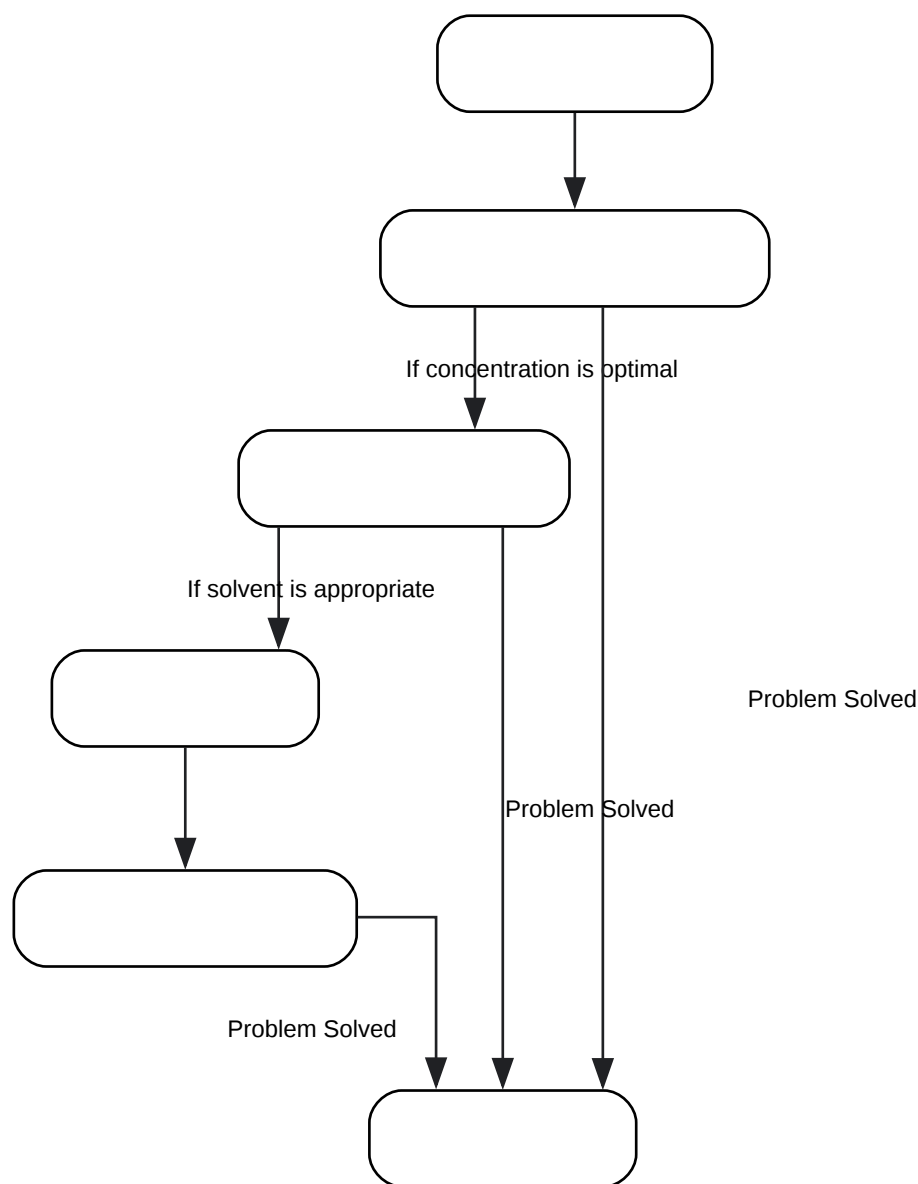 If concentration is optimal
If solvent is appropriate
Problem Solved
Problem Solved
Problem Solved